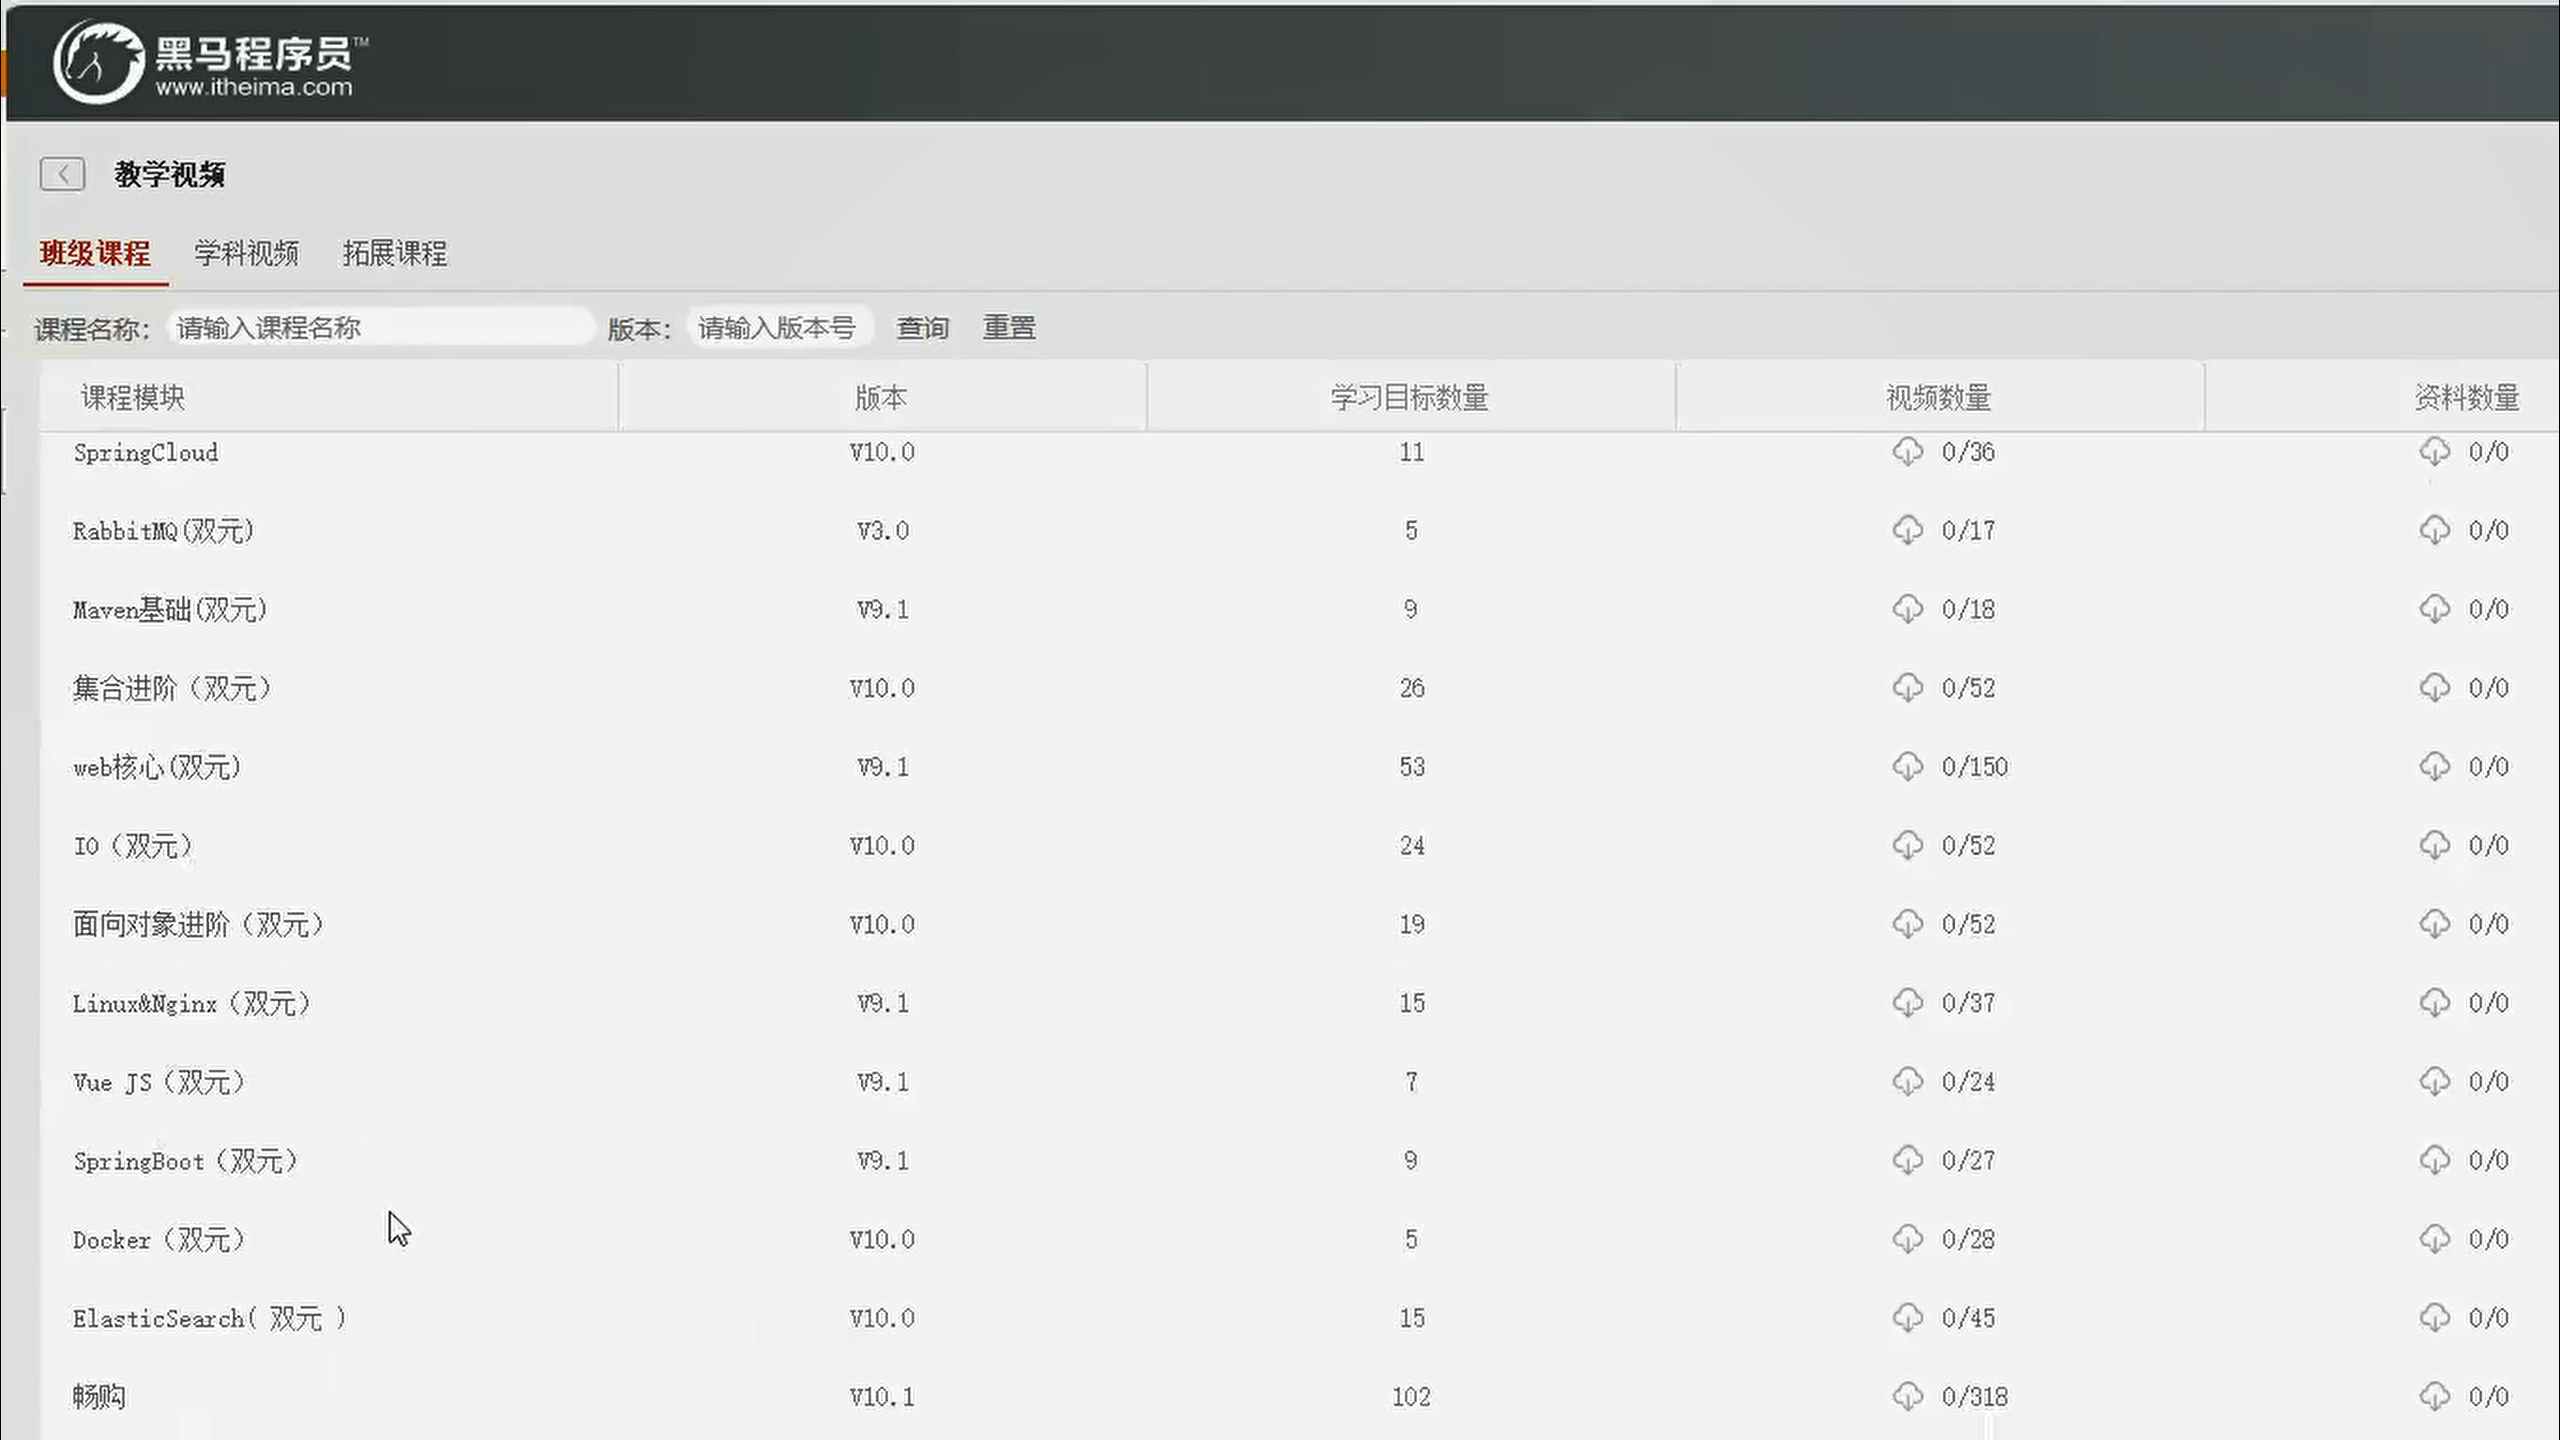 黑马程序员™
www.itheima.com
教学视频
班级课程 学科视频 拓展课程
课程名称： 请输入课程名称 版本： 请输入版本号 查询 重置
课程模块 版本 学习目标数量 视频数量 资料数量
SpringCloud V10.0 11 0/36 0/0
RabbitMQ(双元) V3.0 5 0/17 0/0
Maven基础(双元) V9.1 9 0/18 0/0
集合进阶（双元） V10.0 26 0/52 0/0
web核心(双元) V9.1 53 0/150 0/0
IO（双元） V10.0 24 0/52 0/0
面向对象进阶（双元） V10.0 19 0/52 0/0
Linux&Nginx（双元） V9.1 15 0/37 0/0
Vue JS（双元） V9.1 7 0/24 0/0
SpringBoot（双元） V9.1 9 0/27 0/0
Docker（双元） V10.0 5 0/28 0/0
ElasticSearch( 双元 ) V10.0 15 0/45 0/0
畅购 V10.1 102 0/318 0/0